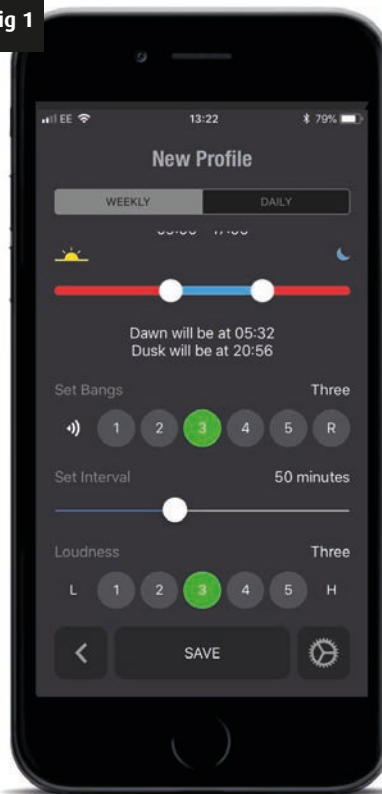 ig 1
EE 13:22 79%
New Profile
WEEKLY DAILY
Dawn will be at 05:32
Dusk will be at 20:56
Set Bangs Three
1 2 3 4 5 R
Set Interval 50 minutes
Loudness Three
L 1 2 3 4 5 H
SAVE